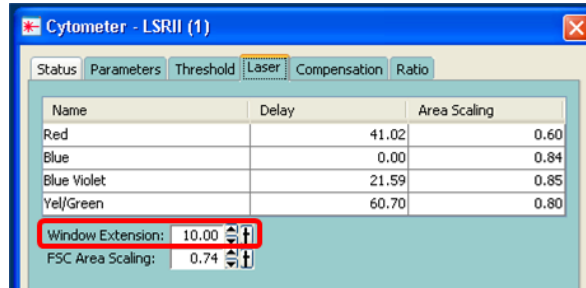 Cytometer - LSRII (1)
Status Parameters Threshold Laser Compensation Ratio
Name Delay Area Scaling
Red 41.02 0.60
Blue 0.00 0.84
Blue Violet 21.59 0.85
Yel/Green 60.70 0.80
Window Extension: 10.00
FSC Area Scaling: 0.74